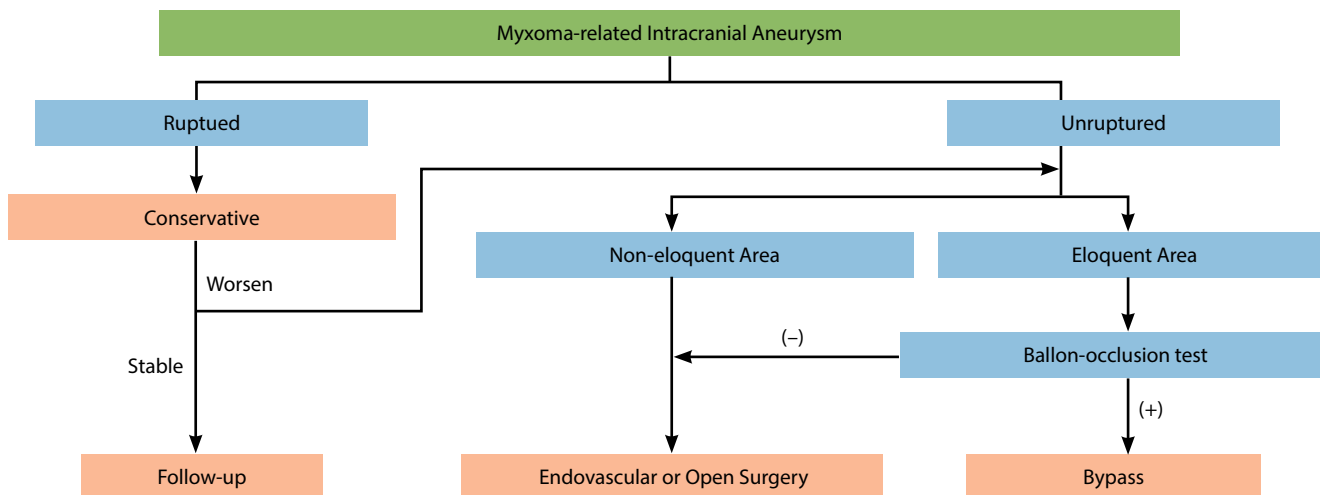 Myxoma-related Intracranial Aneurysm
Ruptued
Unruptured
Conservative
Non-eloquent Area
Eloquent Area
Worsen
(–)
Ballon-occlusion test
Stable
(+)
Follow-up
Endovascular or Open Surgery
Bypass